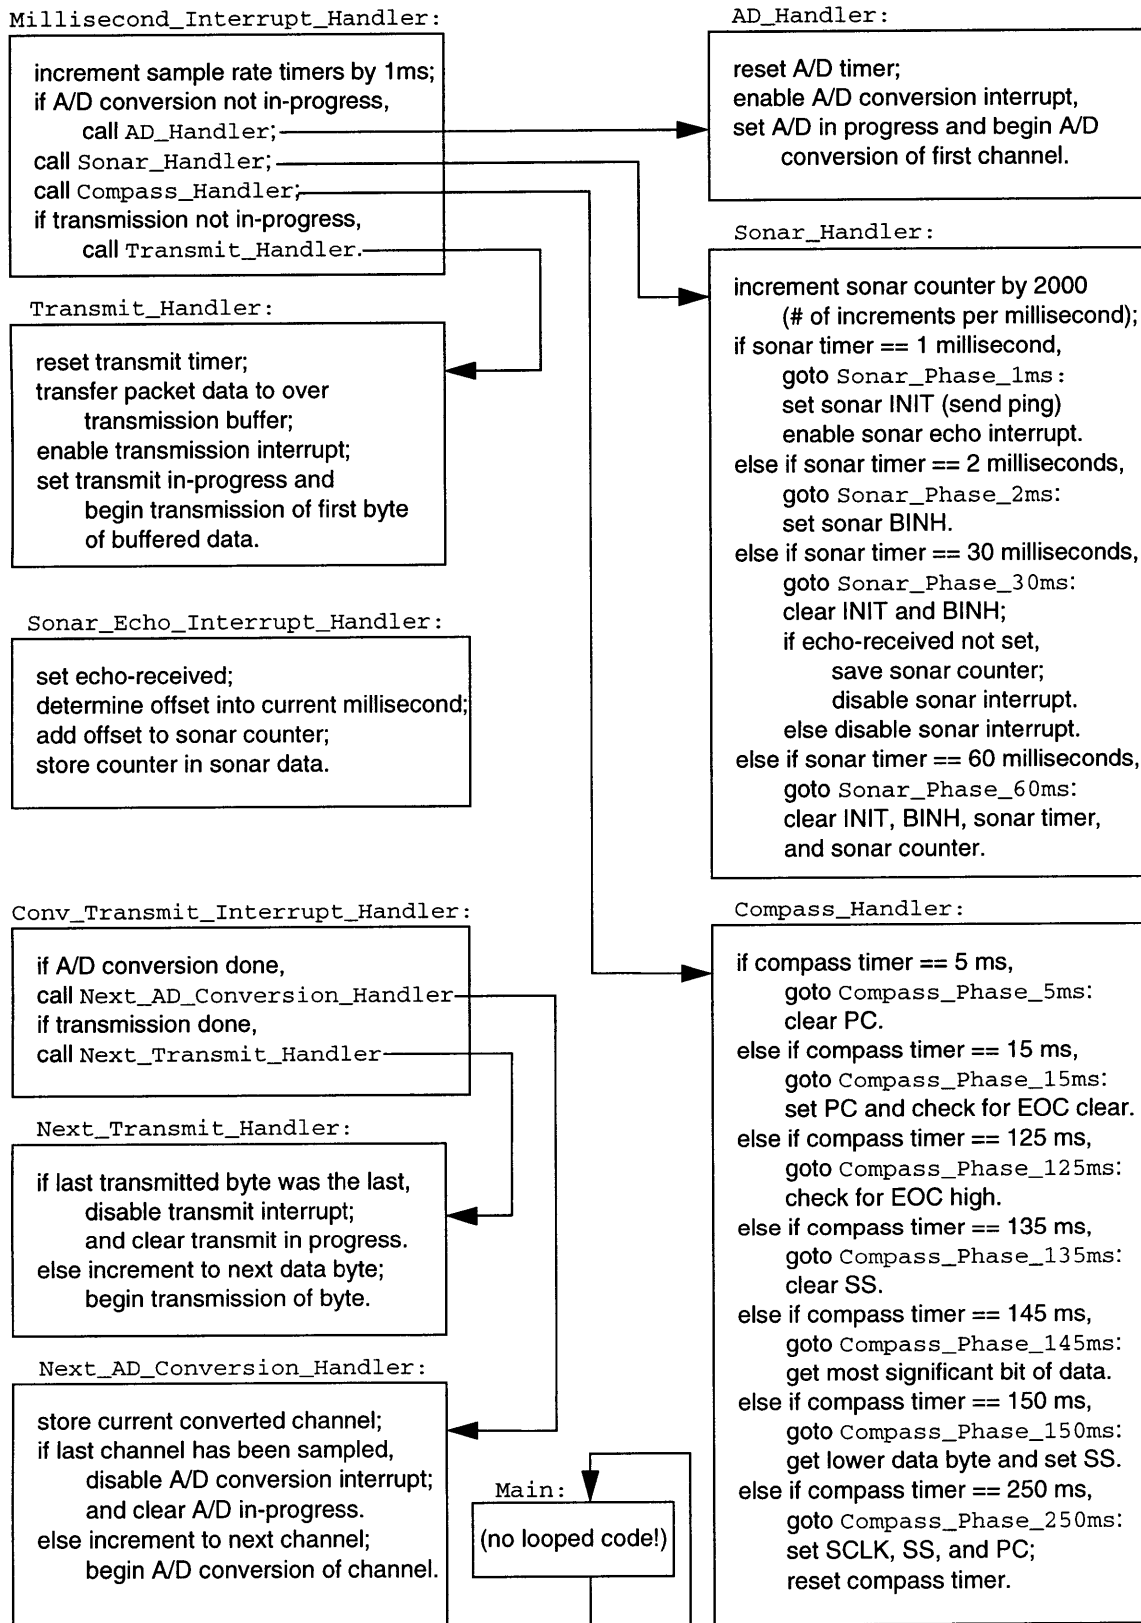 Millisecond_Interrupt_Handler:
increment sample rate timers by 1ms;
if A/D conversion not in-progress,
call AD_Handler;
call Sonar_Handler;
call Compass_Handler;
if transmission not in-progress,
call Transmit_Handler.
Transmit_Handler:
reset transmit timer;
transfer packet data to over
transmission buffer;
enable transmission interrupt;
set transmit in-progress and
begin transmission of first byte
of buffered data.
Sonar_Echo_Interrupt_Handler:
set echo-received;
determine offset into current millisecond;
add offset to sonar counter;
store counter in sonar data.
Conv_Transmit_Interrupt_Handler:
if A/D conversion done,
call Next_AD_Conversion_Handler
if transmission done,
call Next_Transmit_Handler
Next_Transmit_Handler:
if last transmitted byte was the last,
disable transmit interrupt;
and clear transmit in progress.
else increment to next data byte;
begin transmission of byte.
Next_AD_Conversion_Handler:
store current converted channel;
if last channel has been sampled,
disable A/D conversion interrupt;
and clear A/D in-progress.
else increment to next channel;
begin A/D conversion of channel.
Main:
(no looped code!)
AD_Handler:
reset A/D timer;
enable A/D conversion interrupt,
set A/D in progress and begin A/D
conversion of first channel.
Sonar_Handler:
increment sonar counter by 2000
(# of increments per millisecond);
if sonar timer == 1 millisecond,
goto Sonar_Phase_1ms:
set sonar INIT (send ping)
enable sonar echo interrupt.
else if sonar timer == 2 milliseconds,
goto Sonar_Phase_2ms:
set sonar BINH.
else if sonar timer == 30 milliseconds,
goto Sonar_Phase_30ms:
clear INIT and BINH;
if echo-received not set,
save sonar counter;
disable sonar interrupt.
else disable sonar interrupt.
else if sonar timer == 60 milliseconds,
goto Sonar_Phase_60ms:
clear INIT, BINH, sonar timer,
and sonar counter.
Compass_Handler:
if compass timer == 5 ms,
goto Compass_Phase_5ms:
clear PC.
else if compass timer == 15 ms,
goto Compass_Phase_15ms:
set PC and check for EOC clear.
else if compass timer == 125 ms,
goto Compass_Phase_125ms:
check for EOC high.
else if compass timer == 135 ms,
goto Compass_Phase_135ms:
clear SS.
else if compass timer == 145 ms,
goto Compass_Phase_145ms:
get most significant bit of data.
else if compass timer == 150 ms,
goto Compass_Phase_150ms:
get lower data byte and set SS.
else if compass timer == 250 ms,
goto Compass_Phase_250ms:
set SCLK, SS, and PC;
reset compass timer.